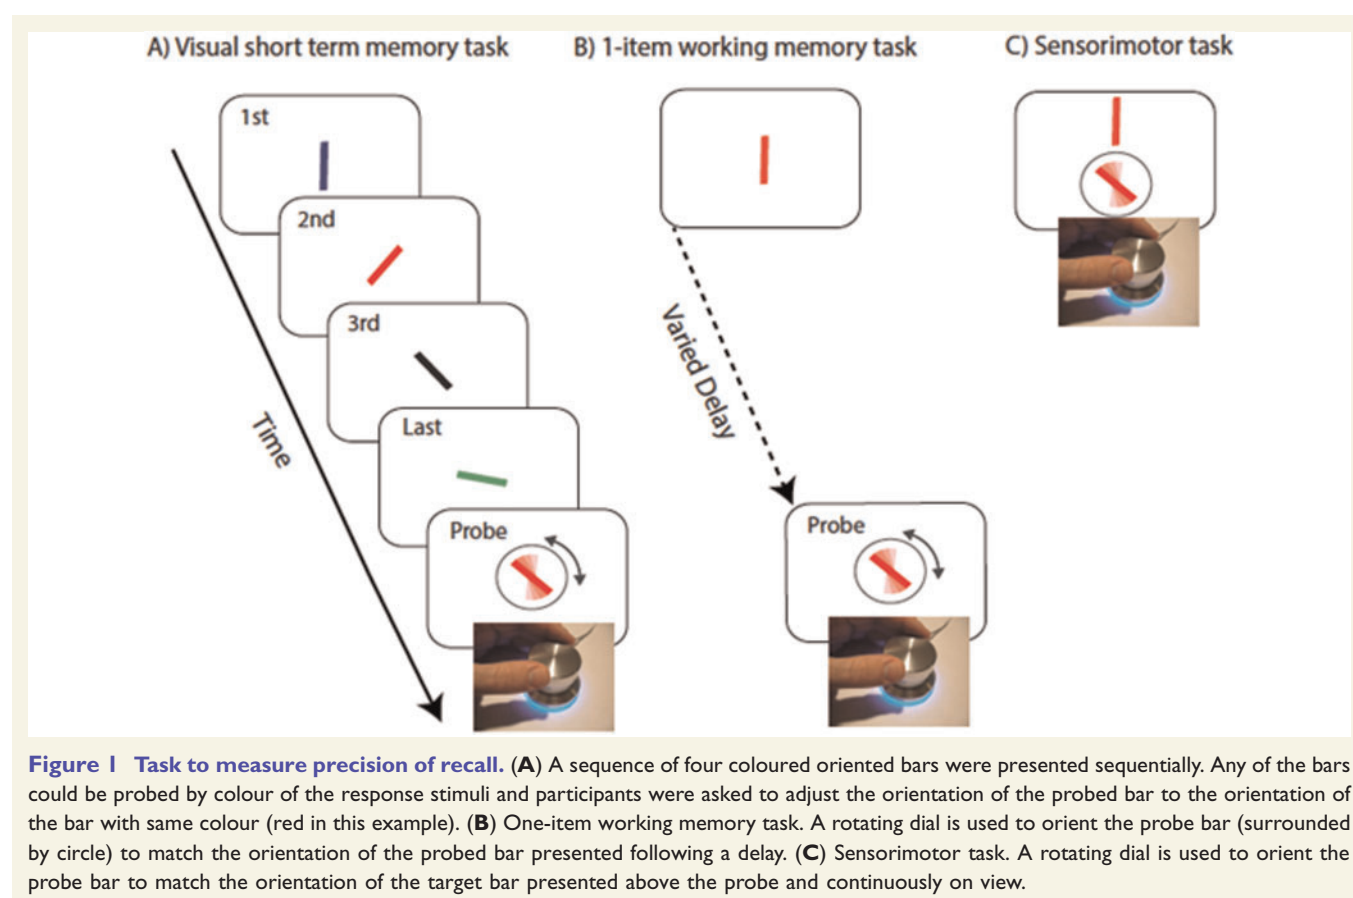 A) Visual short term memory task
B) 1-item working memory task
C) Sensorimotor task
1st
2nd
3rd
Last
Probe
Time
Varied Delay
Probe
Figure 1 Task to measure precision of recall. (A) A sequence of four coloured oriented bars were presented sequentially. Any of the bars
could be probed by colour of the response stimuli and participants were asked to adjust the orientation of the probed bar to the orientation of
the bar with same colour (red in this example). (B) One-item working memory task. A rotating dial is used to orient the probe bar (surrounded
by circle) to match the orientation of the probed bar presented following a delay. (C) Sensorimotor task. A rotating dial is used to orient the
probe bar to match the orientation of the target bar presented above the probe and continuously on view.